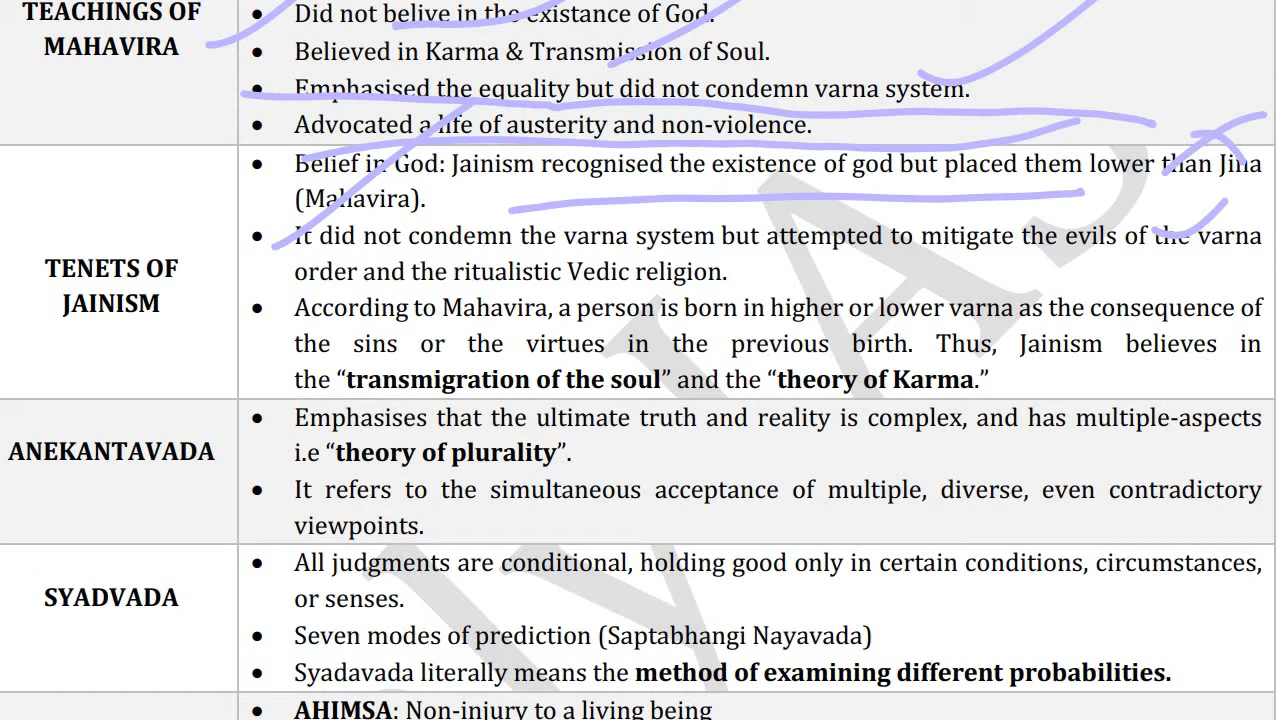 TEACHINGS OF
MAHAVIRA
• Did not belive in the existance of God.
• Believed in Karma & Transmission of Soul.
• Emphasised the equality but did not condemn varna system.
• Advocated a life of austerity and non-violence.
TENETS OF
JAINISM
• Belief in God: Jainism recognised the existence of god but placed them lower than Jina
(Mahavira).
• It did not condemn the varna system but attempted to mitigate the evils of the varna
order and the ritualistic Vedic religion.
• According to Mahavira, a person is born in higher or lower varna as the consequence of
the sins or the virtues in the previous birth. Thus, Jainism believes in
the “transmigration of the soul” and the “theory of Karma.”
ANEKANTAVADA
• Emphasises that the ultimate truth and reality is complex, and has multiple-aspects
i.e “theory of plurality”.
• It refers to the simultaneous acceptance of multiple, diverse, even contradictory
viewpoints.
SYADVADA
• All judgments are conditional, holding good only in certain conditions, circumstances,
or senses.
• Seven modes of prediction (Saptabhangi Nayavada)
• Syadavada literally means the method of examining different probabilities.
• AHIMSA: Non-injury to a living being